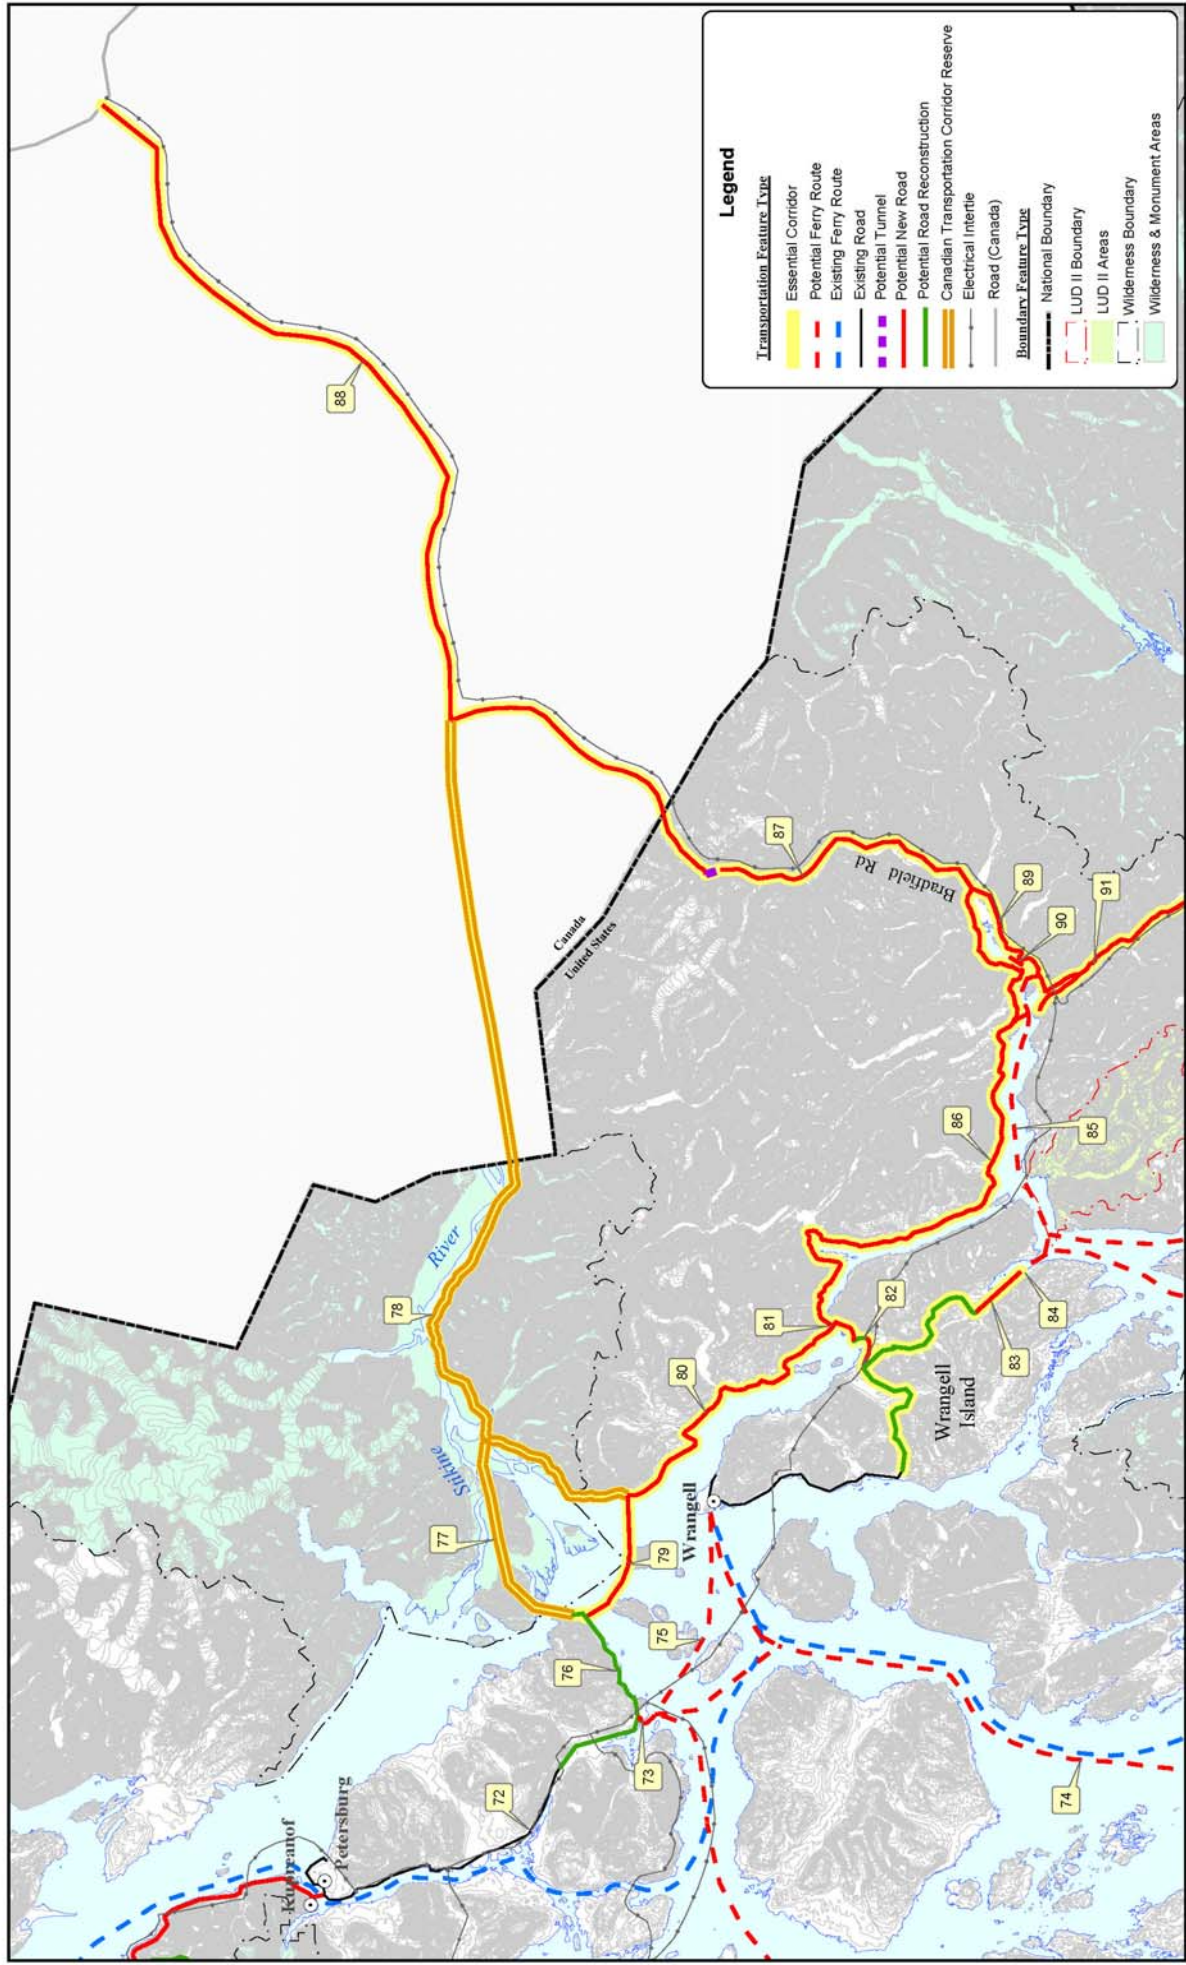 Legend
Transportation Feature Type
Essential Corridor
Potential Ferry Route
Existing Ferry Route
Existing Road
Potential Tunnel
Potential New Road
Potential Road Reconstruction
Canadian Transportation Corridor Reserve
Electrical Intertie
Road (Canada)
Boundary Feature Type
National Boundary
LUD II Boundary
LUD II Areas
Wilderness Boundary
Wilderness & Monument Areas
Kupreanof
Petersburg
72
73
74
75
76
77
Stikine
78
River
79
Wrangell
80
81
82
Wrangell
Island
83
84
85
86
Canada
United States
87
Bradfield Rd
88
89
90
91